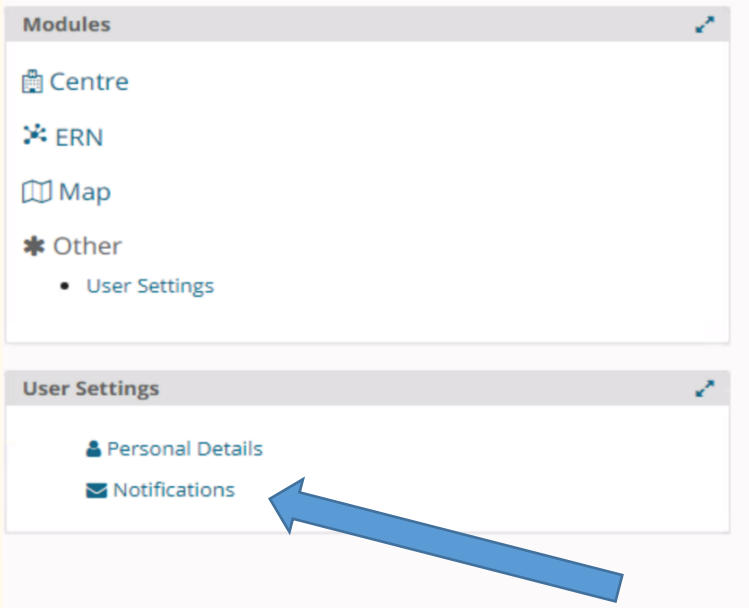 Modules
Centre
ERN
Map
Other
User Settings
User Settings
Personal Details
Notifications